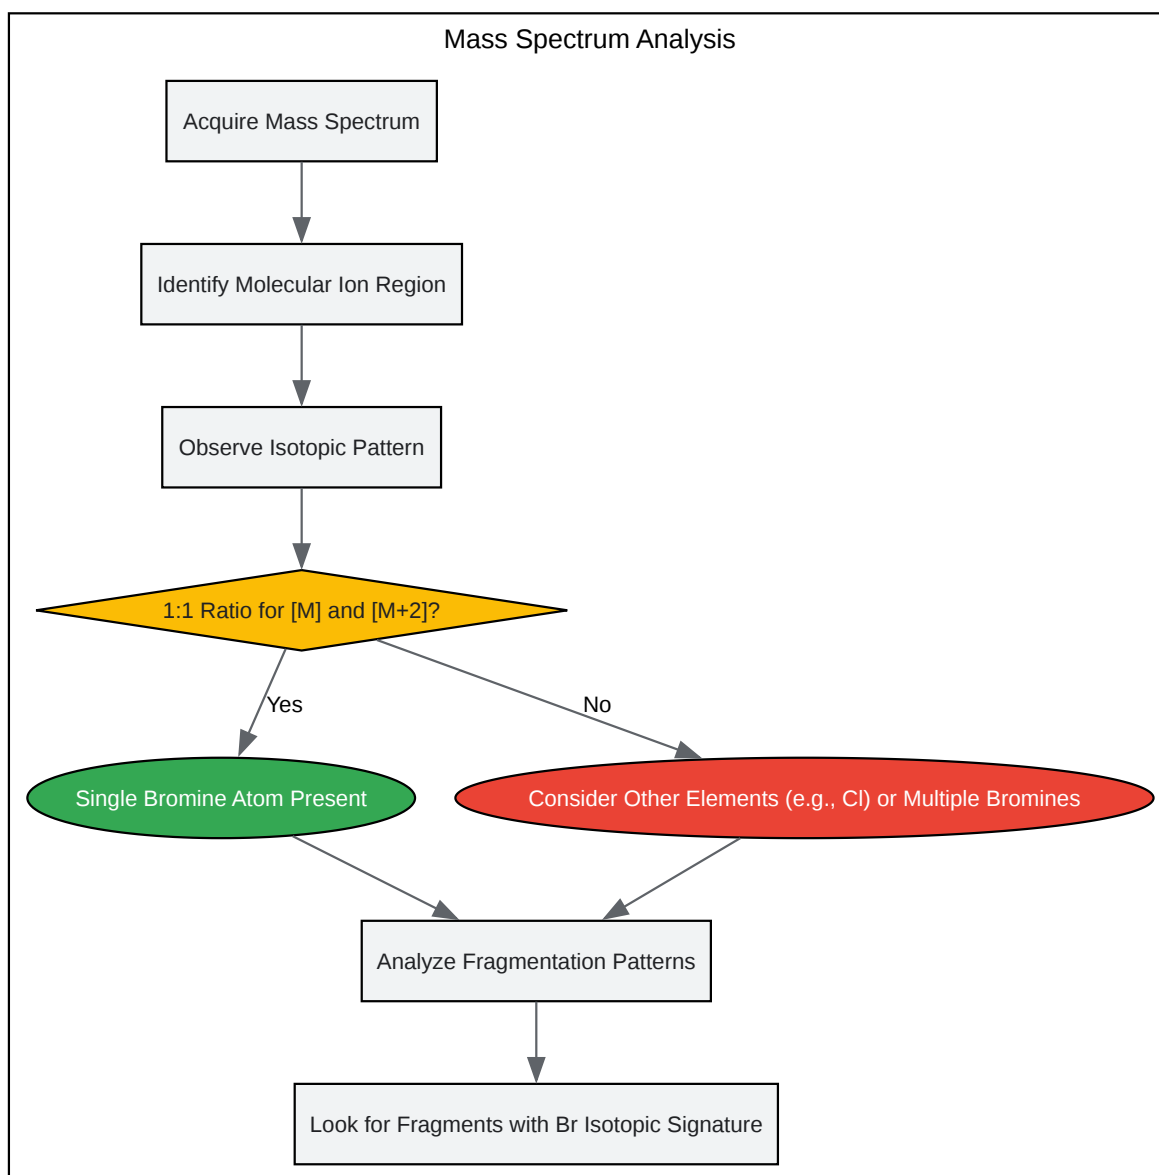 Mass Spectrum Analysis
Acquire Mass Spectrum
Identify Molecular Ion Region
Observe Isotopic Pattern
1:1 Ratio for [M] and [M+2]?
Yes
No
Single Bromine Atom Present
Consider Other Elements (e.g., Cl) or Multiple Bromines
Analyze Fragmentation Patterns
Look for Fragments with Br Isotopic Signature